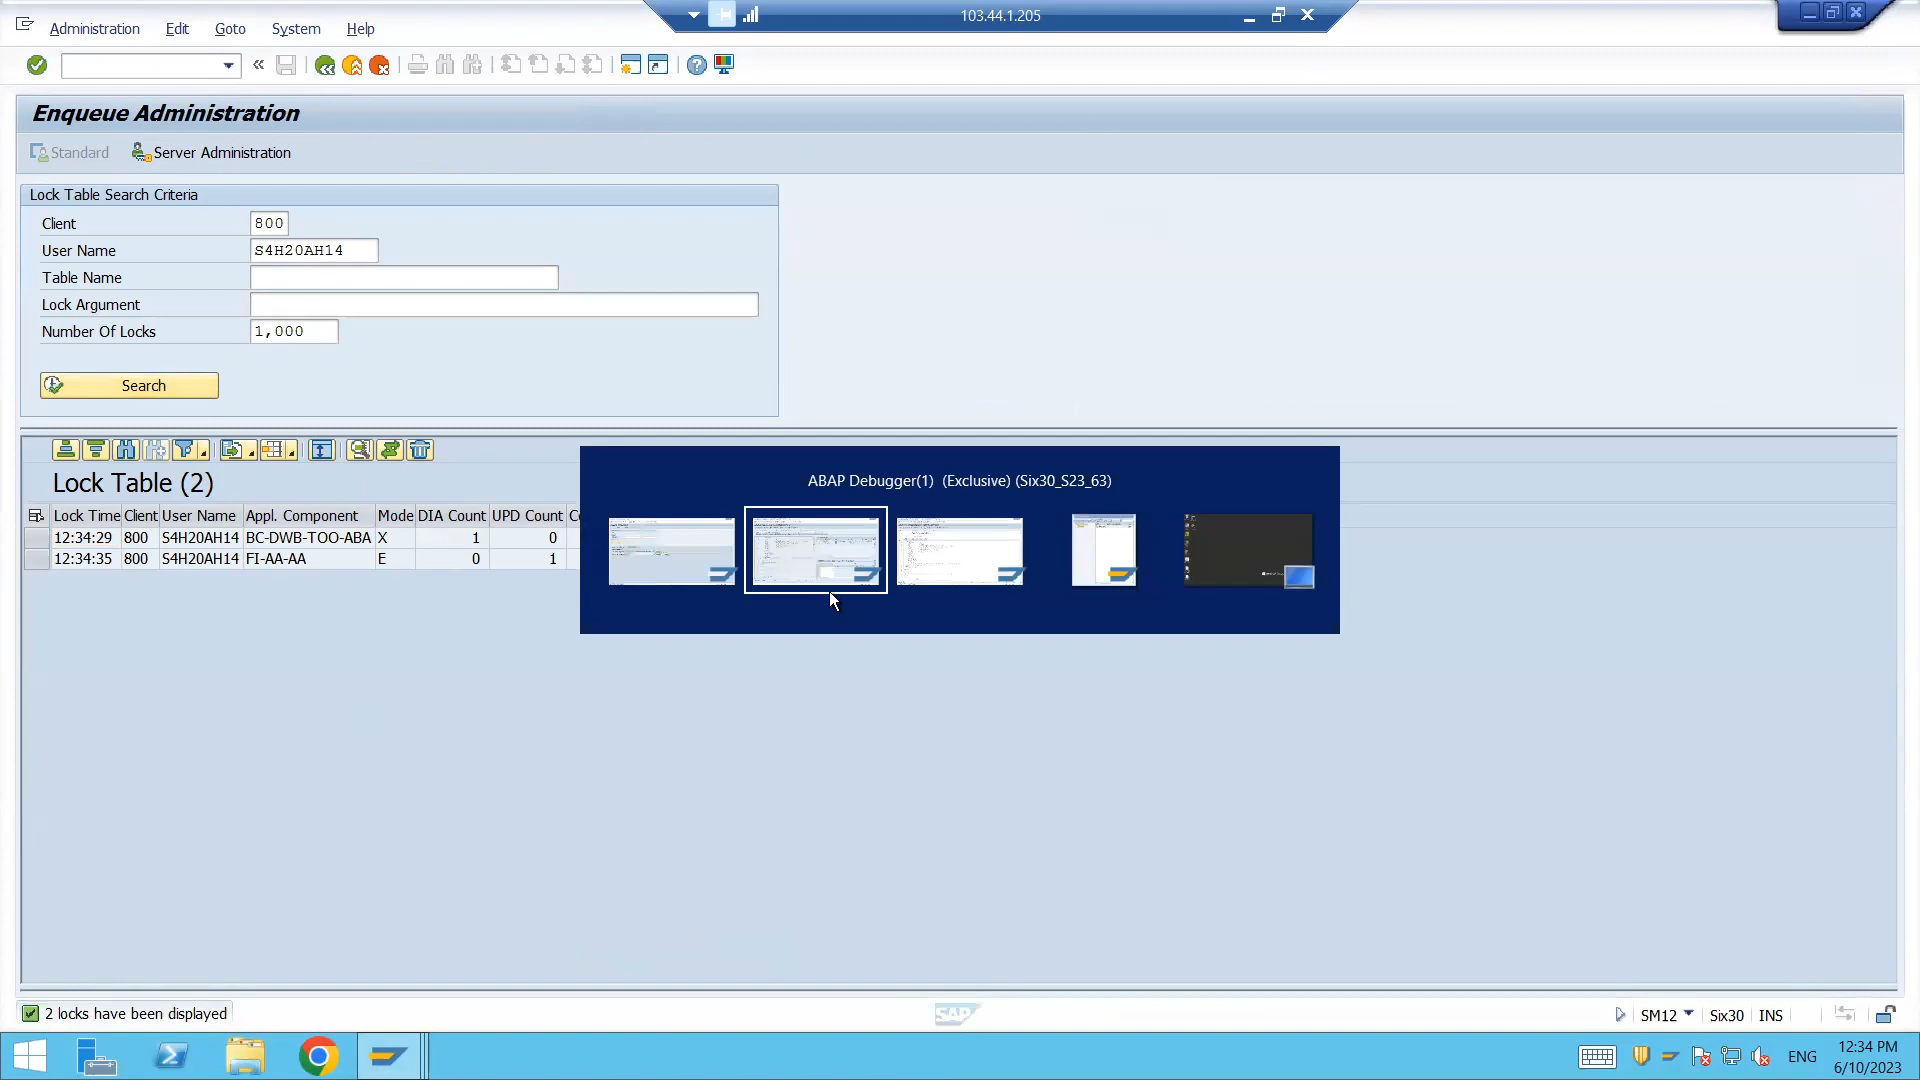 103.44.1.205
Administration Edit Goto System Help
Enqueue Administration
Standard Server Administration
Lock Table Search Criteria
Client 800
User Name S4H20AH14
Table Name
Lock Argument
Number Of Locks 1,000
Search
ABAP Debugger(1) (Exclusive) (Six30_S23_63)
Lock Table (2)
Lock Time Client User Name Appl. Component Mode DIA Count UPD Count
12:34:29 800 S4H20AH14 BC-DWB-TOO-ABA X 1 0
12:34:35 800 S4H20AH14 FI-AA-AA E 0 1
2 locks have been displayed SAP SM12 Six30 INS
ENG 12:34 PM
6/10/2023